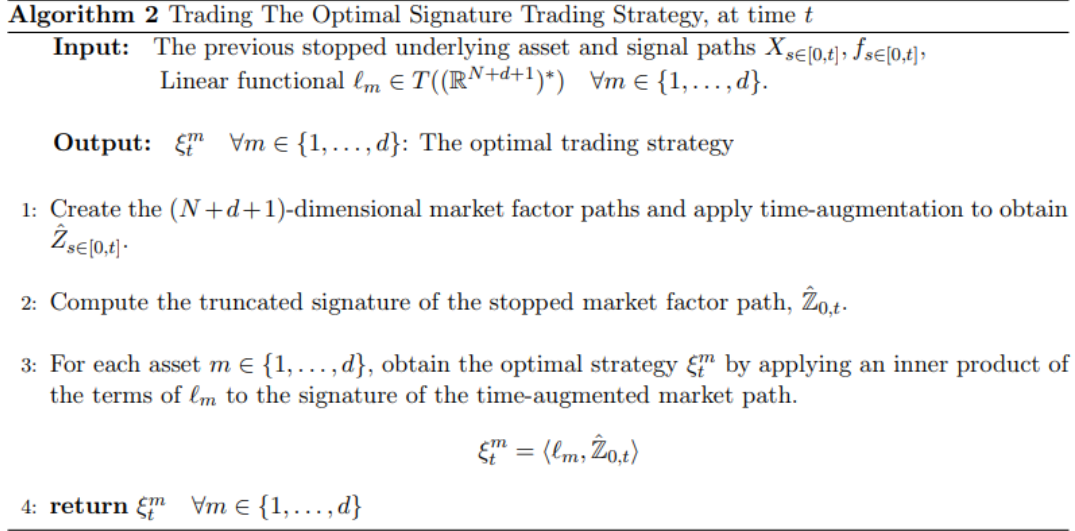 Algorithm 2 Trading The Optimal Signature Trading Strategy, at time t
Input: The previous stopped underlying asset and signal paths X_{s∈[0,t]}, f_{s∈[0,t]},
Linear functional ℓ_m ∈ T((ℝ^{N+d+1})^*) ∀m ∈ {1, . . . , d}.
Output: ξ_t^m ∀m ∈ {1, . . . , d}: The optimal trading strategy
1: Create the (N+d+1)-dimensional market factor paths and apply time-augmentation to obtain
Ẑ_{s∈[0,t]}.
2: Compute the truncated signature of the stopped market factor path, ℤ̂_{0,t}.
3: For each asset m ∈ {1, . . . , d}, obtain the optimal strategy ξ_t^m by applying an inner product of
the terms of ℓ_m to the signature of the time-augmented market path.
ξ_t^m = ⟨ℓ_m, ℤ̂_{0,t}⟩
4: return ξ_t^m ∀m ∈ {1, . . . , d}